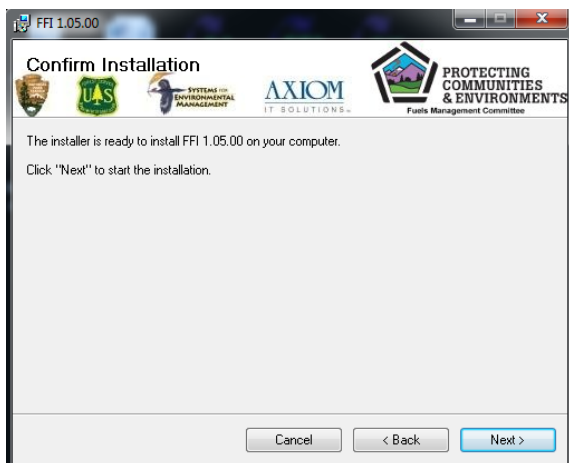 FFI 1.05.00
Confirm Installation
UAS
SYSTEMS FOR
ENVIRONMENTAL
MANAGEMENT
AXIOM
IT SOLUTIONS
PROTECTING
COMMUNITIES
& ENVIRONMENTS
Fuels Management Committee
The installer is ready to install FFI 1.05.00 on your computer.
Click "Next" to start the installation.
Cancel
< Back
Next >